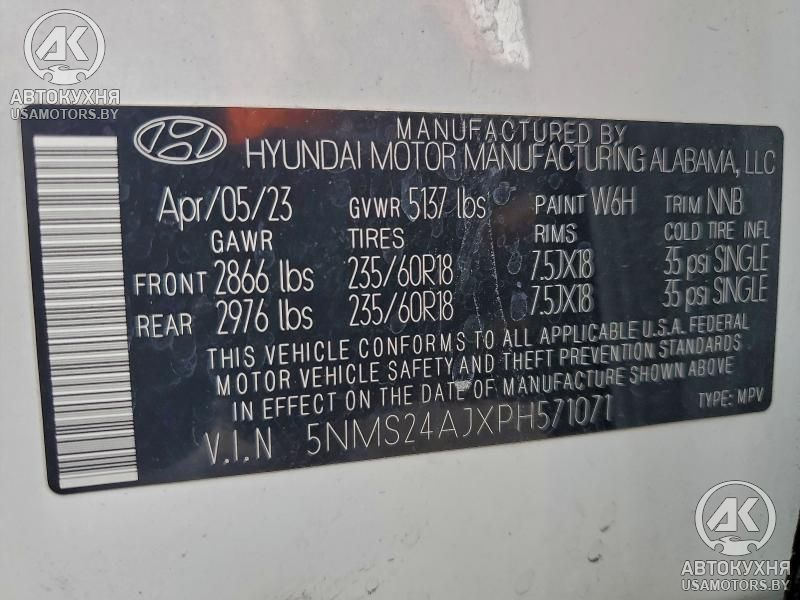 AK
АВТОКУХНЯ
USAMOTORS.BY
MANUFACTURED BY
HYUNDAI MOTOR MANUFACTURING ALABAMA, LLC
Apr/05/23 GVWR 5137 lbs PAINT W6H TRIM NNB
GAWR TIRES RIMS COLD TIRE INFL
FRONT 2866 lbs 235/60R18 7.5JX18 35 psi SINGLE
REAR 2976 lbs 235/60R18 7.5JX18 35 psi SINGLE
THIS VEHICLE CONFORMS TO ALL APPLICABLE U.S.A. FEDERAL
MOTOR VEHICLE SAFETY AND THEFT PREVENTION STANDARDS
IN EFFECT ON THE DATE OF MANUFACTURE SHOWN ABOVE
V.I.N 5NMS24AJXPH571071 TYPE: MPV
AK
АВТОКУХНЯ
USAMOTORS.BY